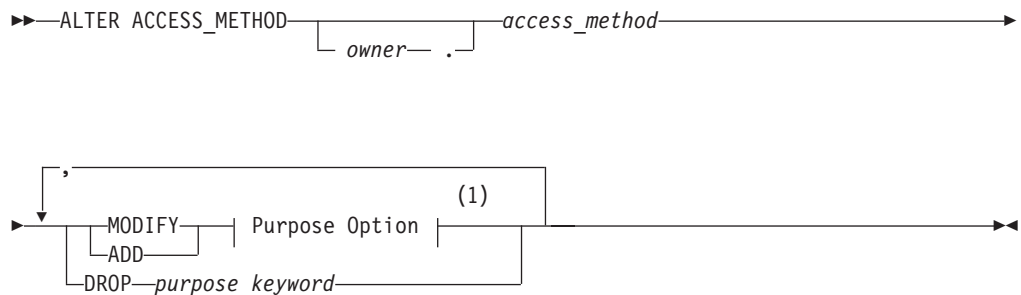 ALTER ACCESS_METHOD access_method
owner .
,
(1)
MODIFY Purpose Option
ADD
DROP purpose keyword